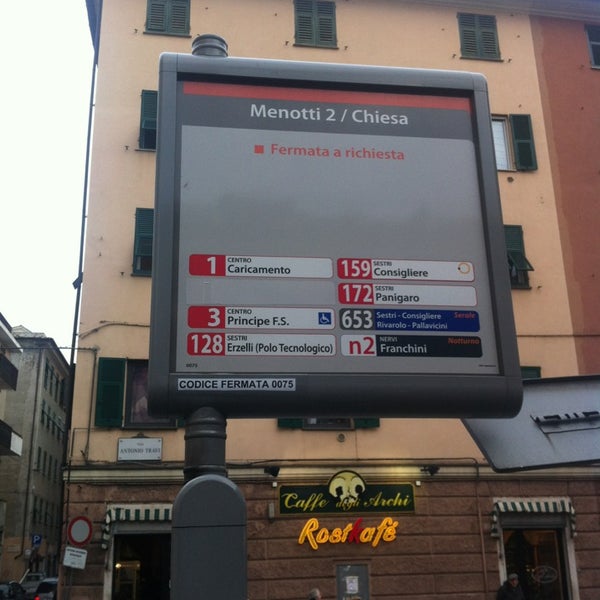 Menotti 2 / Chiesa
Fermata a richiesta
1 CENTRO
Caricamento
159 SESTRI
Consigliere
172 SESTRI
Panigaro
3 CENTRO
Principe F.S.
653 Sestri - Consigliere Serale
Rivarolo - Pallavicini
128 SESTRI
Erzelli (Polo Tecnologico)
n2 NERVI Notturno
Franchini
0075
CODICE FERMATA 0075
ANTONIO TRAVI
Caffè degli Archi
Rostkafé
P